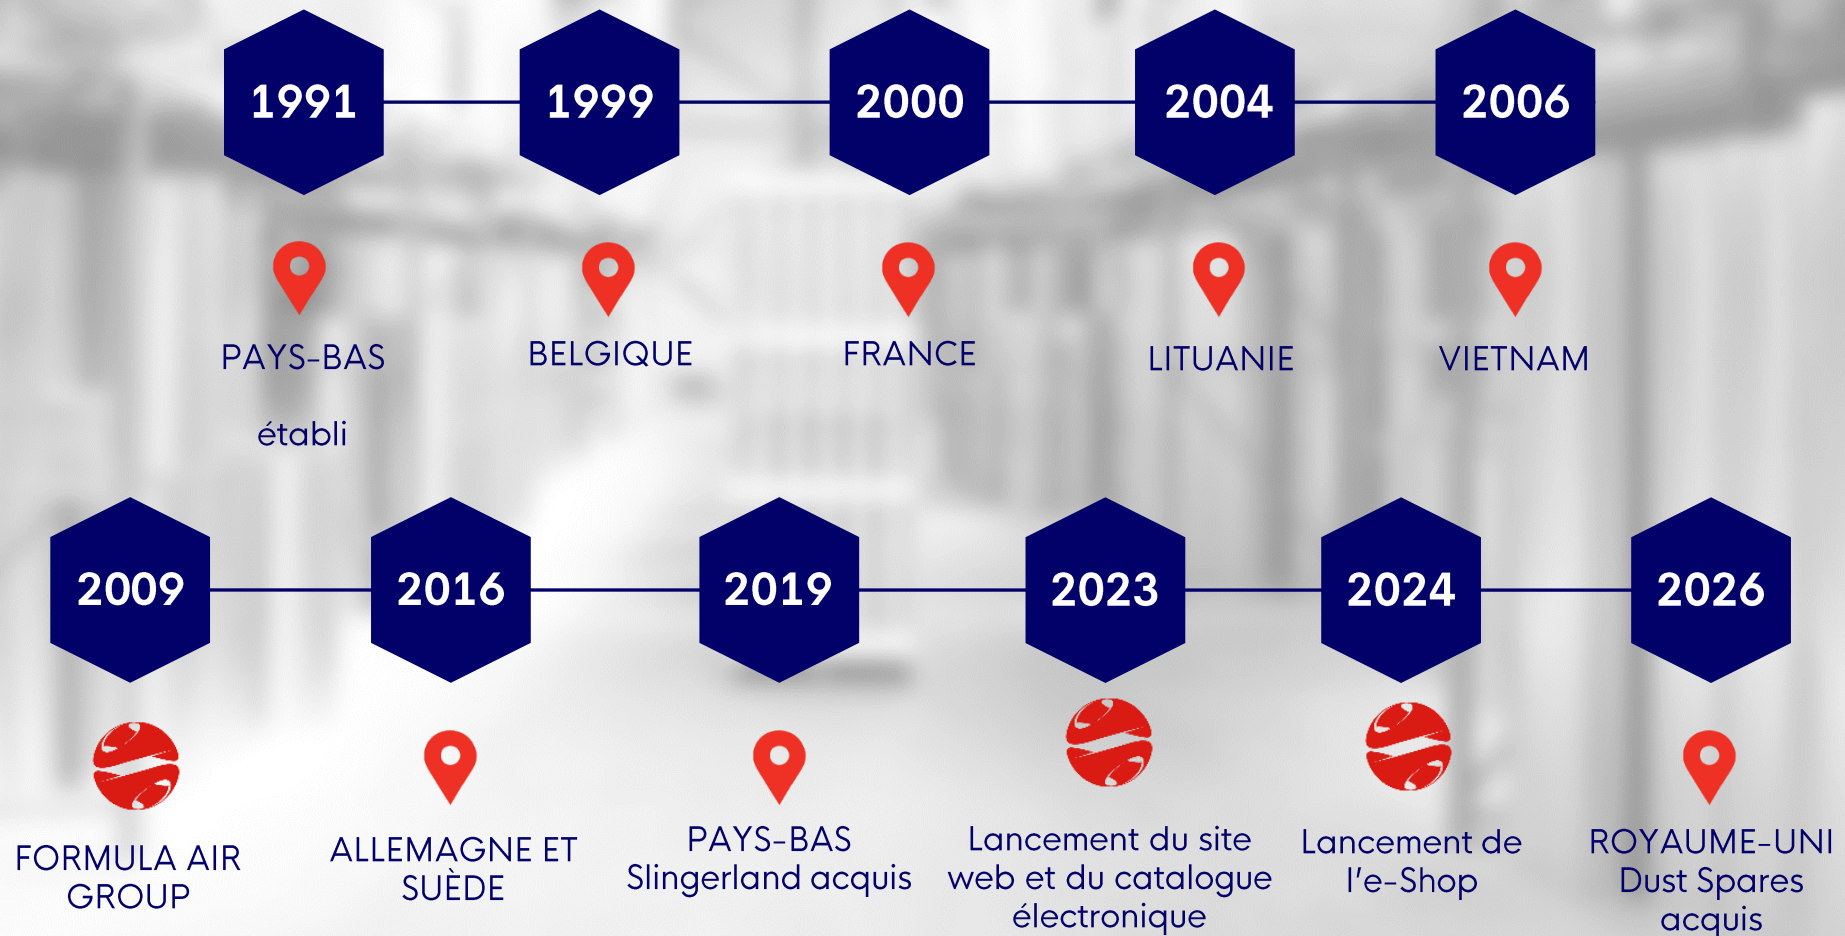 1991
1999
2000
2004
2006
PAYS-BAS
BELGIQUE
FRANCE
LITUANIE
VIETNAM
établi
2009
2016
2019
2023
2024
2026
FORMULA AIR
GROUP
ALLEMAGNE ET
SUÈDE
PAYS-BAS
Slingerland acquis
Lancement du site
web et du catalogue
électronique
Lancement de
l'e-Shop
ROYAUME-UNI
Dust Spares
acquis